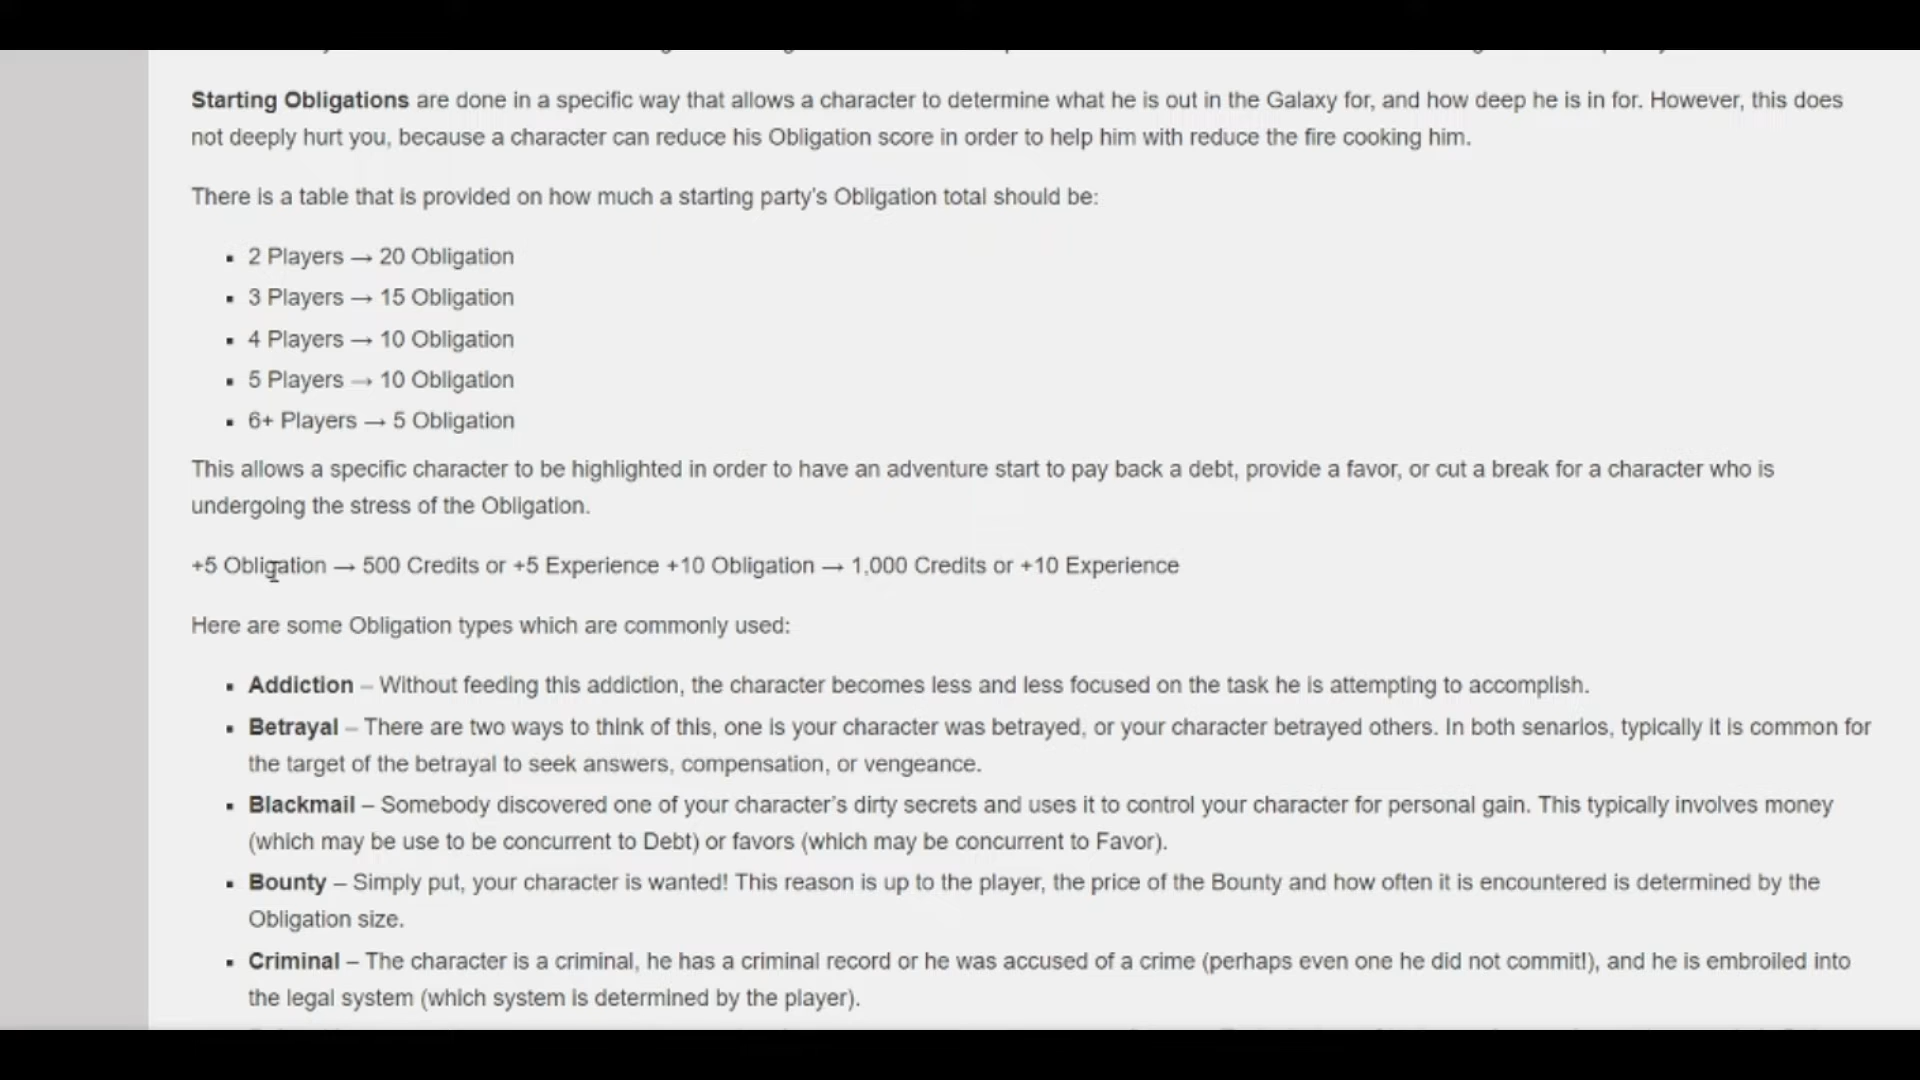 Starting Obligations are done in a specific way that allows a character to determine what he is out in the Galaxy for, and how deep he is in for. However, this does
not deeply hurt you, because a character can reduce his Obligation score in order to help him with reduce the fire cooking him.
There is a table that is provided on how much a starting party's Obligation total should be:
▪ 2 Players → 20 Obligation
▪ 3 Players → 15 Obligation
▪ 4 Players → 10 Obligation
▪ 5 Players → 10 Obligation
▪ 6+ Players → 5 Obligation
This allows a specific character to be highlighted in order to have an adventure start to pay back a debt, provide a favor, or cut a break for a character who is
undergoing the stress of the Obligation.
+5 Obligation → 500 Credits or +5 Experience +10 Obligation → 1,000 Credits or +10 Experience
Here are some Obligation types which are commonly used:
▪ Addiction – Without feeding this addiction, the character becomes less and less focused on the task he is attempting to accomplish.
▪ Betrayal – There are two ways to think of this, one is your character was betrayed, or your character betrayed others. In both senarios, typically it is common for
the target of the betrayal to seek answers, compensation, or vengeance.
▪ Blackmail – Somebody discovered one of your character's dirty secrets and uses it to control your character for personal gain. This typically involves money
(which may be use to be concurrent to Debt) or favors (which may be concurrent to Favor).
▪ Bounty – Simply put, your character is wanted! This reason is up to the player, the price of the Bounty and how often it is encountered is determined by the
Obligation size.
▪ Criminal – The character is a criminal, he has a criminal record or he was accused of a crime (perhaps even one he did not commit!), and he is embroiled into
the legal system (which system is determined by the player).